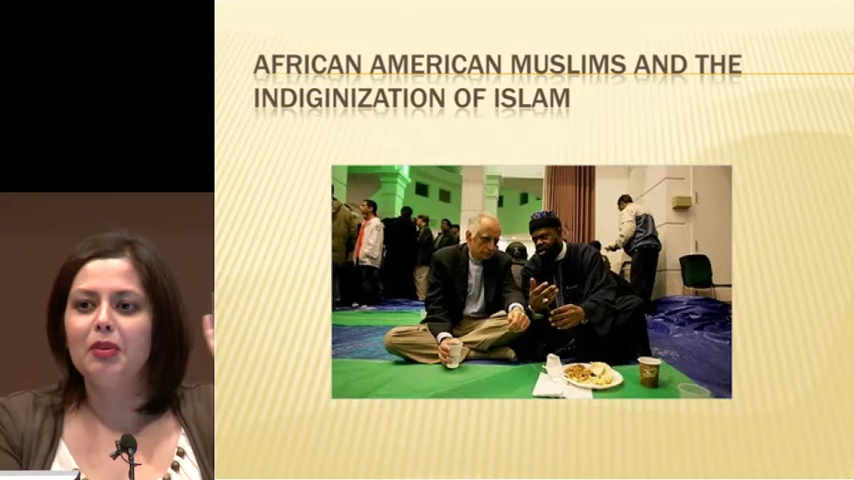 AFRICAN AMERICAN MUSLIMS AND THE
INDIGINIZATION OF ISLAM